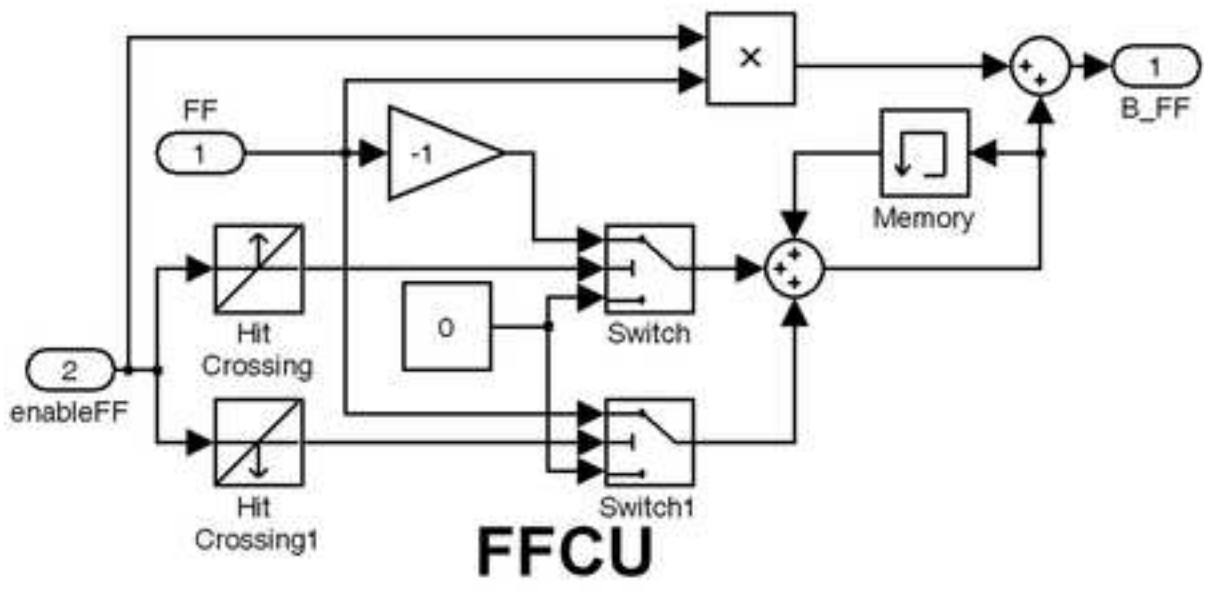 ×
1
B_FF
FF
1
-1
Memory
Hit
Crossing
0
Switch
2
enableFF
Hit
Crossing1
Switch1
FFCU